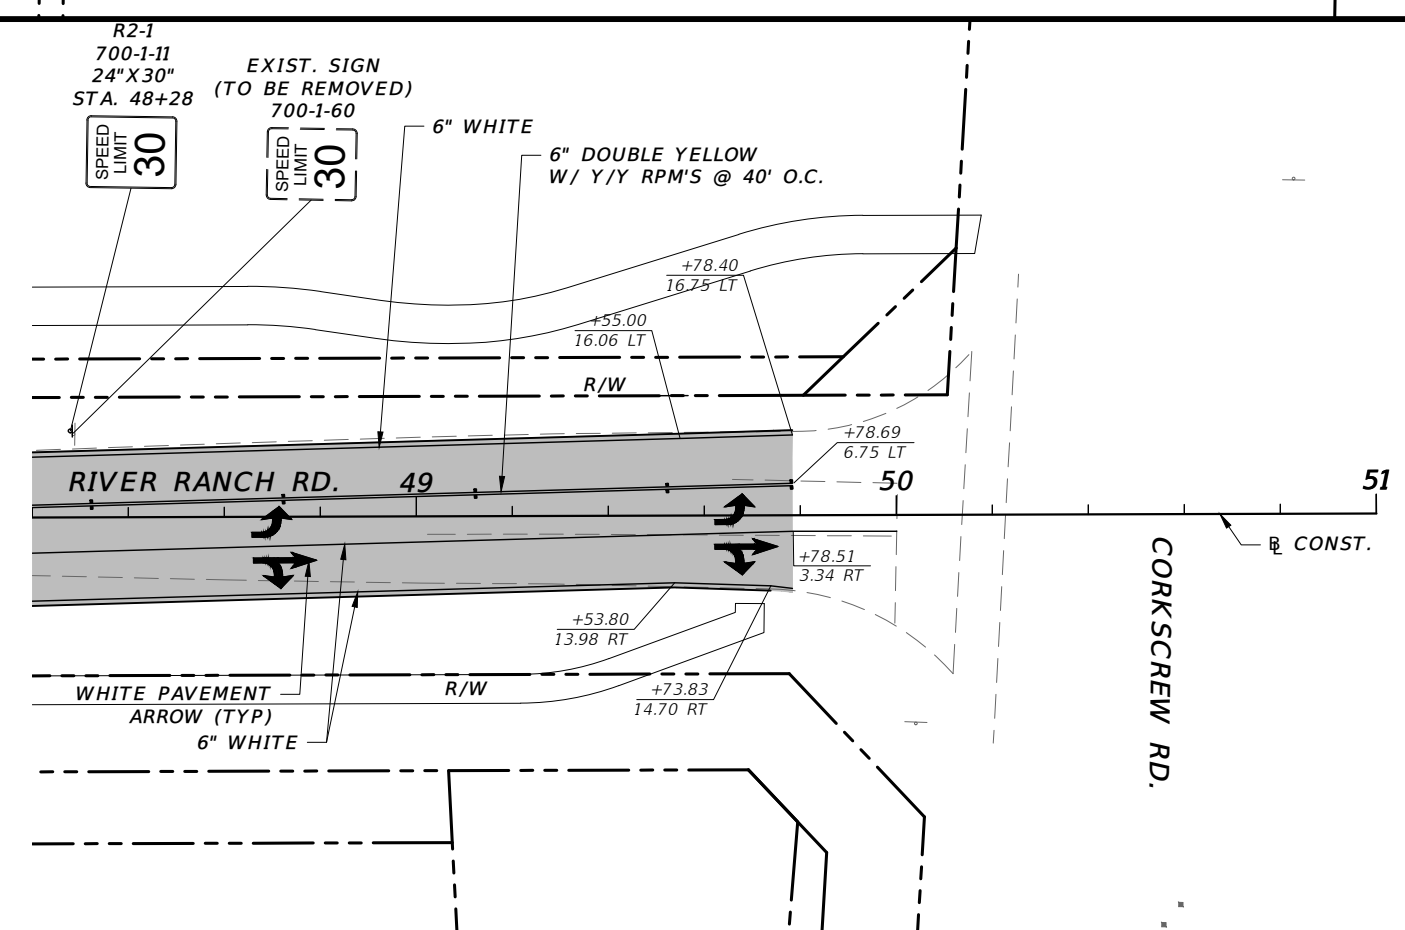 R2-1
700-1-11
24"X30"
STA. 48+28
SPEED
LIMIT
30
EXIST. SIGN
(TO BE REMOVED)
700-1-60
SPEED
LIMIT
30
6" WHITE
6" DOUBLE YELLOW
W/ Y/Y RPM'S @ 40' O.C.
+78.40
16.75 LT
+55.00
16.06 LT
R/W
+78.69
6.75 LT
RIVER RANCH RD.
49
50
51
℄ CONST.
+78.51
3.34 RT
CORKSCREW RD.
+53.80
13.98 RT
+73.83
14.70 RT
R/W
WHITE PAVEMENT
ARROW (TYP)
6" WHITE